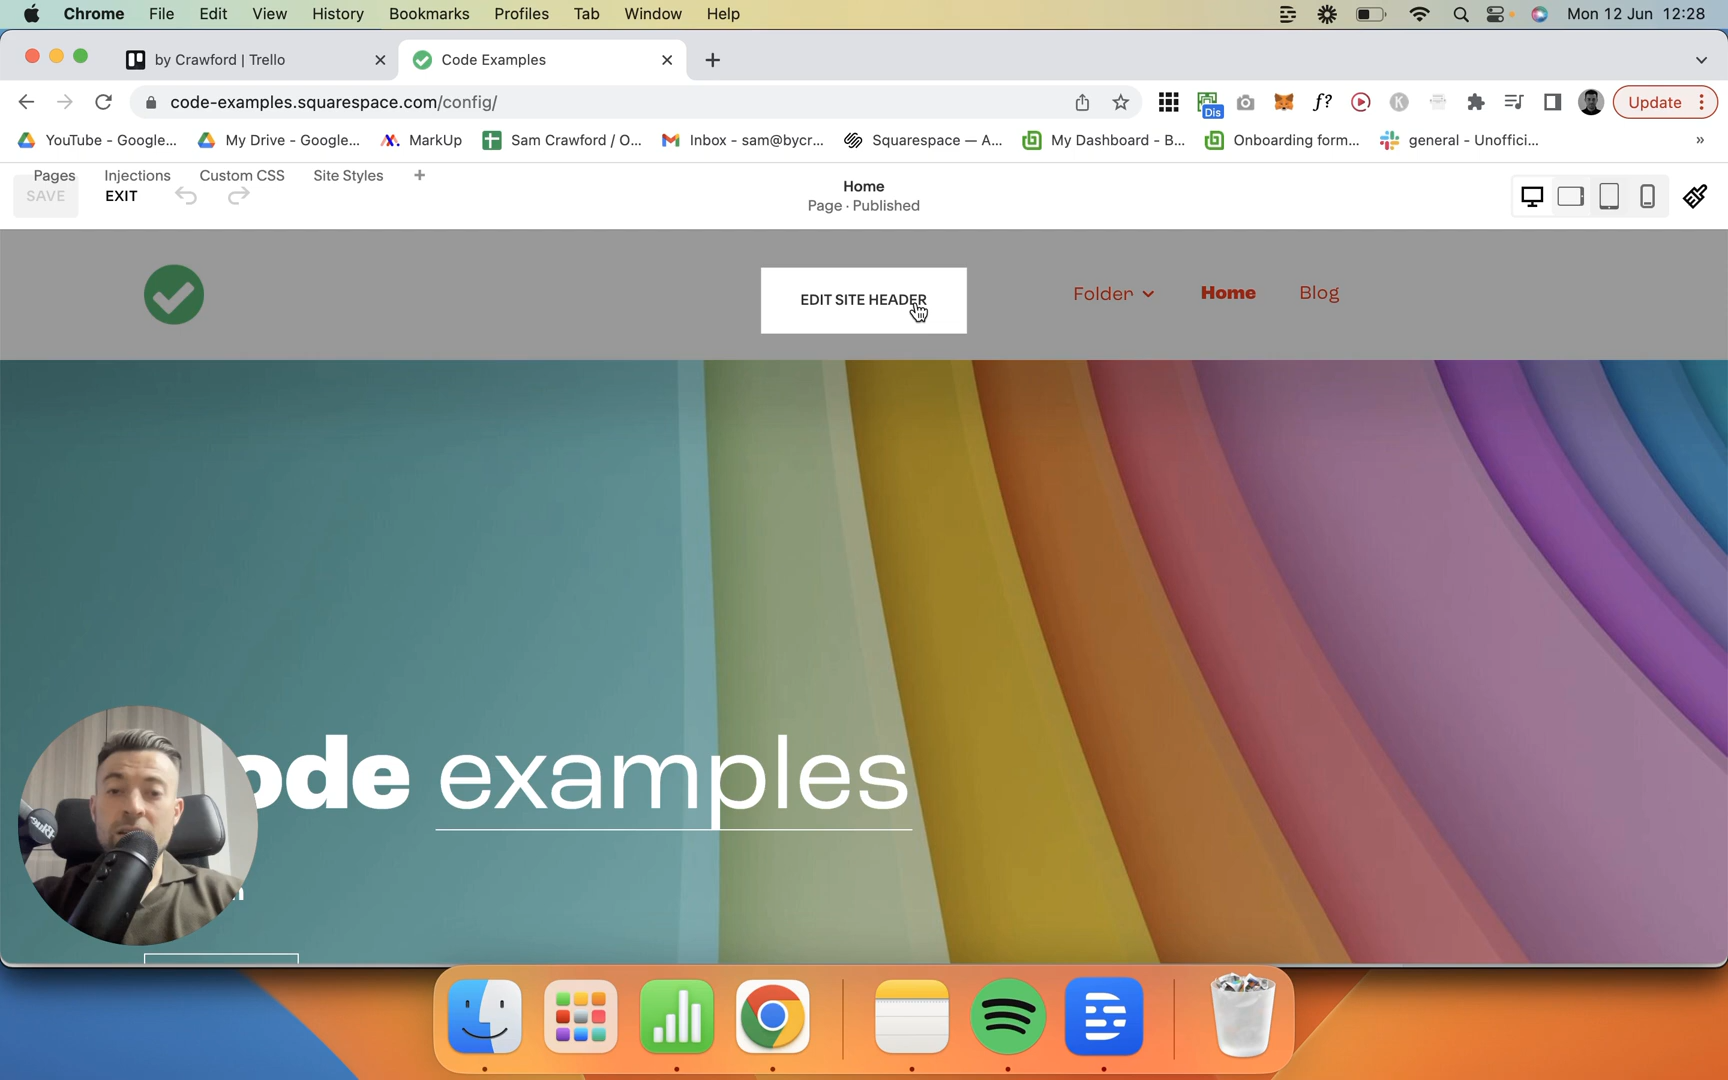 Chrome File Edit View History Bookmarks Profiles Tab Window Help Mon 12 Jun 12:28
by Crawford | Trello
Code Examples
code-examples.squarespace.com/config/
Dis
f?
K
Update
YouTube - Google...
My Drive - Google...
MarkUp
Sam Crawford / O...
Inbox - sam@bycr...
Squarespace — A...
My Dashboard - B...
Onboarding form...
general - Unoffici...
»
Pages Injections Custom CSS Site Styles +
SAVE EXIT
Home
Page · Published
EDIT SITE HEADER
Folder Home Blog
ode examples